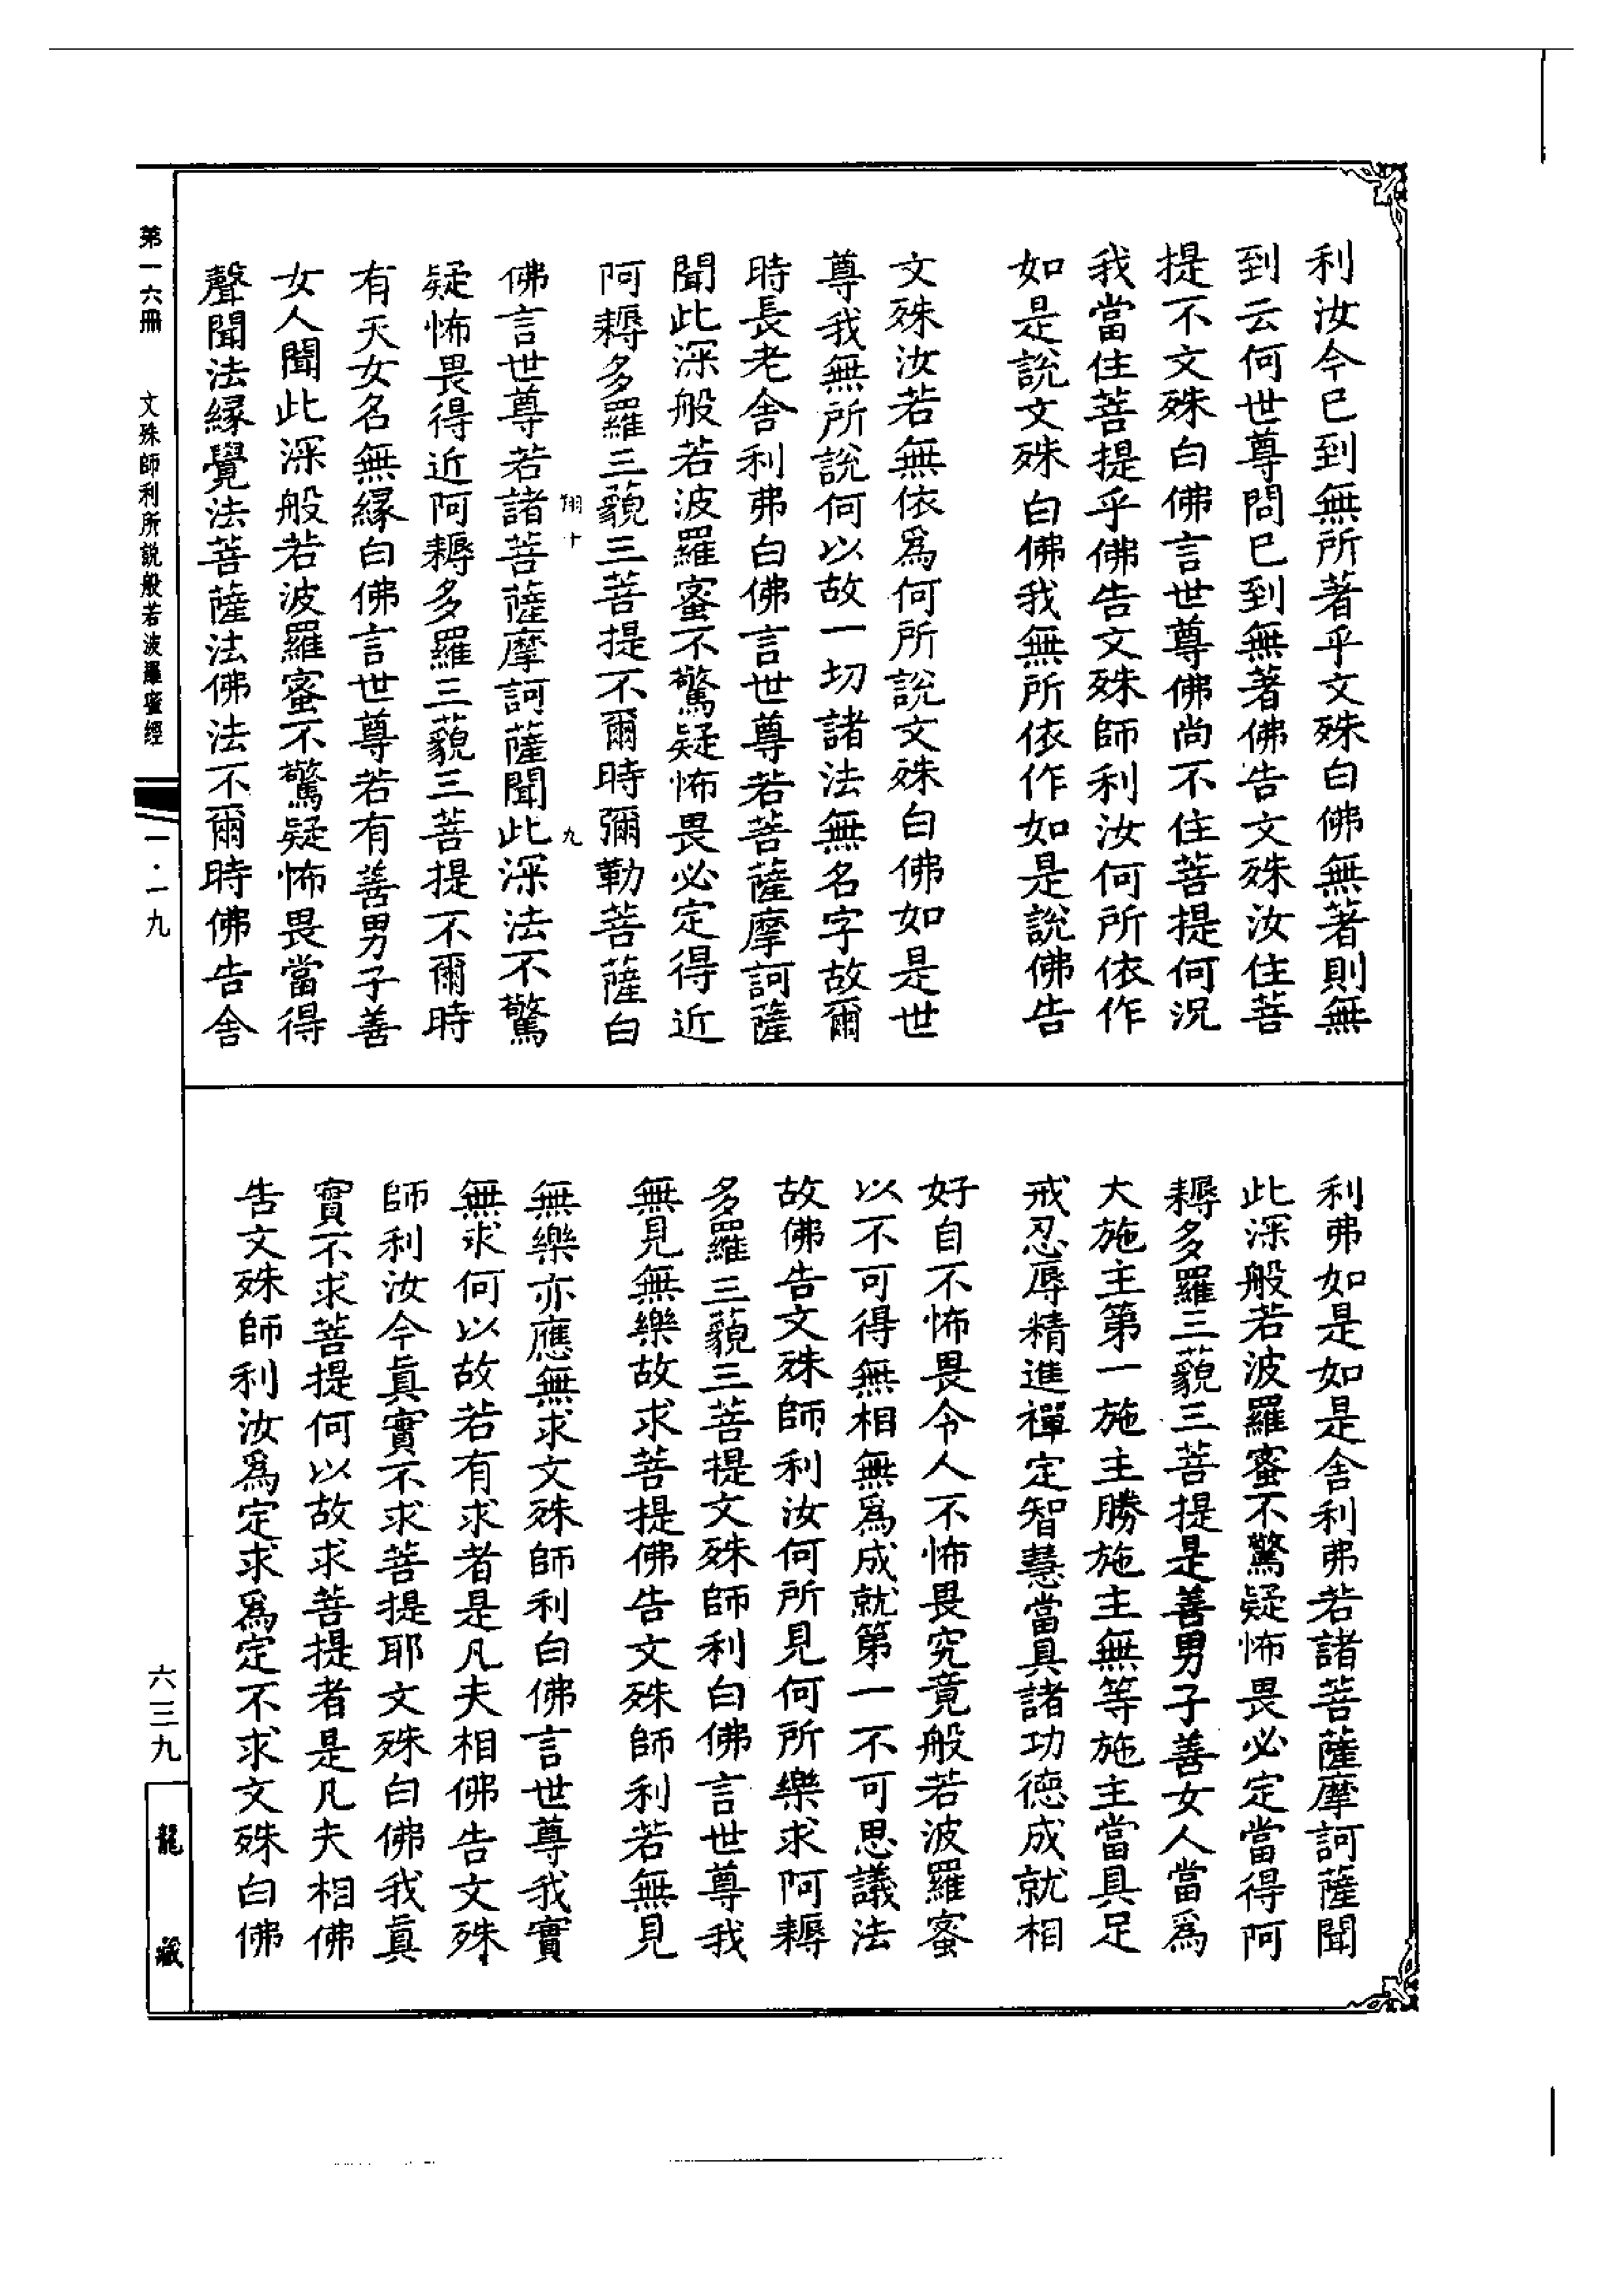 利汝今已到無所著乎文殊白佛無著則無
到云何世尊問已到無著佛告文殊汝住菩
提不文殊白佛言世尊佛尚不住菩提何況
我當住菩提乎佛告文殊師利汝何所依作
如是說文殊白佛我無所依作如是說佛告
文殊汝若無依爲何所說文殊白佛如是世
尊我無所說何以故一切諸法無名字故爾
時長老舍利弗白佛言世尊若菩薩摩訶薩
聞此深般若波羅蜜不驚疑怖畏必定得近
阿耨多羅三藐三菩提不爾時彌勒菩薩白
翔十 九
佛言世尊若諸菩薩摩訶薩聞此深法不驚
疑怖畏得近阿耨多羅三藐三菩提不爾時
有天女名無縁白佛言世尊若有善男子善
女人聞此深般若波羅蜜不驚疑怖畏當得
聲聞法縁覺法菩薩法佛法不爾時佛告舍
利弗如是如是舍利弗若諸菩薩摩訶薩聞
此深般若波羅蜜不驚疑怖畏必定當得阿
耨多羅三藐三菩提是善男子善女人當爲
大施主第一施主勝施主無等施主當具足
戒忍辱精進禪定智慧當具諸功德成就相
好自不怖畏令人不怖畏究竟般若波羅蜜
以不可得無相無爲成就第一不可思議法
故佛告文殊師利汝何所見何所樂求阿耨
多羅三藐三菩提文殊師利白佛言世尊我
無見無樂故求菩提佛告文殊師利若無見
無樂亦應無求文殊師利白佛言世尊我實
無求何以故若有求者是凡夫相佛告文殊
師利汝今眞實不求菩提耶文殊白佛我眞
實不求菩提何以故求菩提者是凡夫相佛
告文殊師利汝爲定求爲定不求文殊白佛
第一六冊 文殊師利所說般若波羅蜜經
一·一九
六三九
龍藏